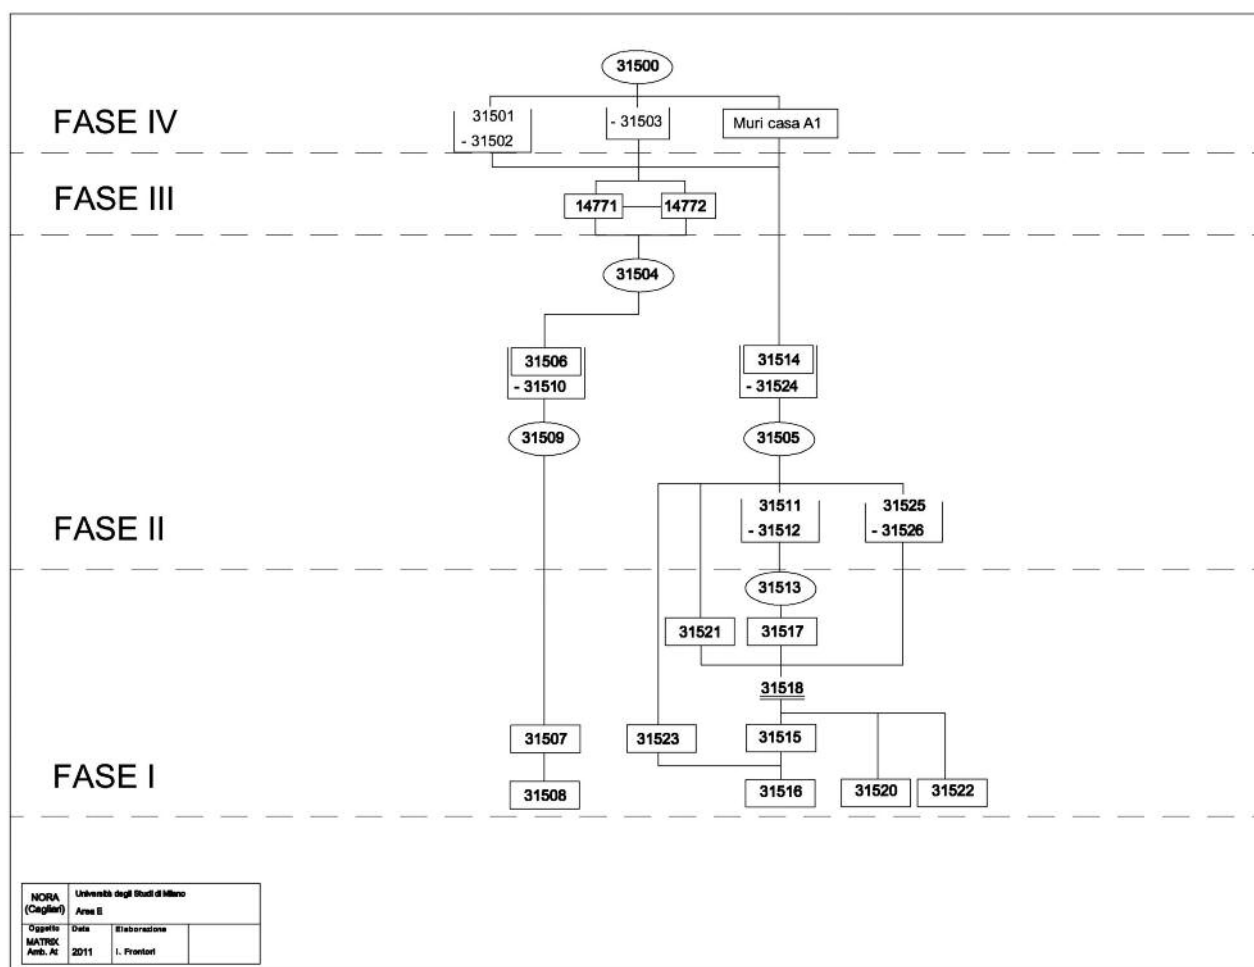 31500
FASE IV
31501
- 31502
- 31503
Muri casa A1
FASE III
14771
14772
31504
31506
- 31510
31514
- 31524
31509
31505
FASE II
31511
- 31512
31525
- 31526
31513
31521
31517
31518
31507
31523
31515
FASE I
31508
31516
31520
31522
NORA
(Cagliari)
Università degli Studi di Milano
Area E
Oggetto
Data
Elaborazione
MATRIX
Amb. At
2011
I. Frontori